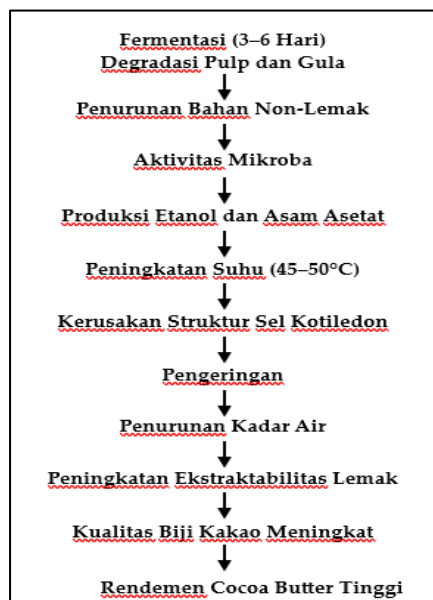 Fermentasi (3–6 Hari)
Degradasi Pulp dan Gula
Penurunan Bahan Non-Lemak
Aktivitas Mikroba
Produksi Etanol dan Asam Asetat
Peningkatan Suhu (45–50°C)
Kerusakan Struktur Sel Kotiledon
Pengeringan
Penurunan Kadar Air
Peningkatan Ekstraktabilitas Lemak
Kualitas Biji Kakao Meningkat
Rendemen Cocoa Butter Tinggi